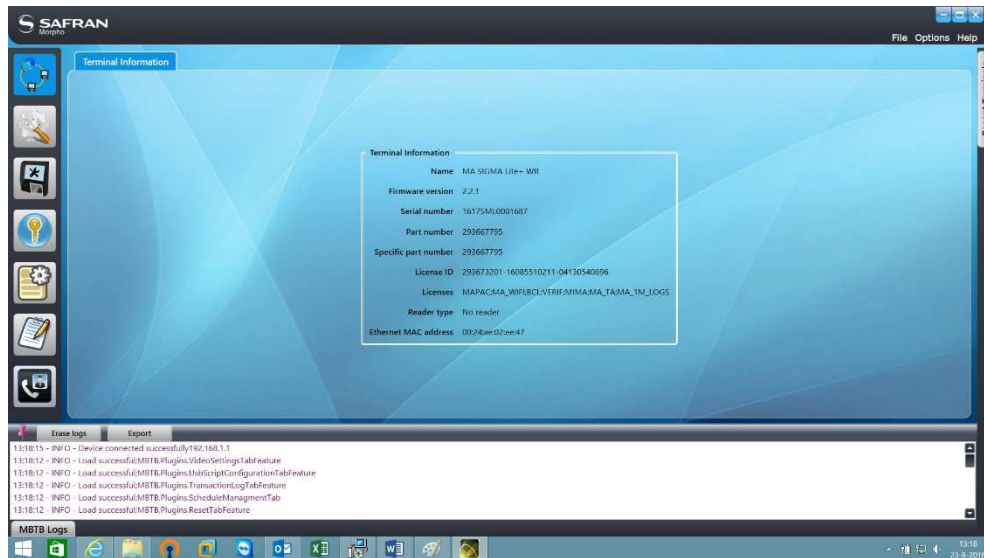 SAFRAN
Morpho
File Options Help
Terminal Information
Terminal Information
Name MA SIGMA Lite+ WR
Firmware version 2.2.1
Serial number 1617SML0001687
Part number 293667795
Specific part number 293667795
License ID 293673201-16085510211-04130540696
Licenses MAPAC;MA_WIFI;BCL;VERIF;MIMA;MA_TA;MA_1M_LOGS
Reader type No reader
Ethernet MAC address 00:24:ae:02:ee:47
Erase logs Export
13:18:15 - INFO - Device connected successfully192.168.1.1
13:18:12 - INFO - Load successful;MBTB.Plugins.VideoSettingsTabFeature
13:18:12 - INFO - Load successful;MBTB.Plugins.UsbScriptConfigurationTabFeature
13:18:12 - INFO - Load successful;MBTB.Plugins.TransactionLogTabFeature
13:18:12 - INFO - Load successful;MBTB.Plugins.ScheduleManagmentTab
13:18:12 - INFO - Load successful;MBTB.Plugins.ResetTabFeature
MBTB Logs
13:18
23-8-2016